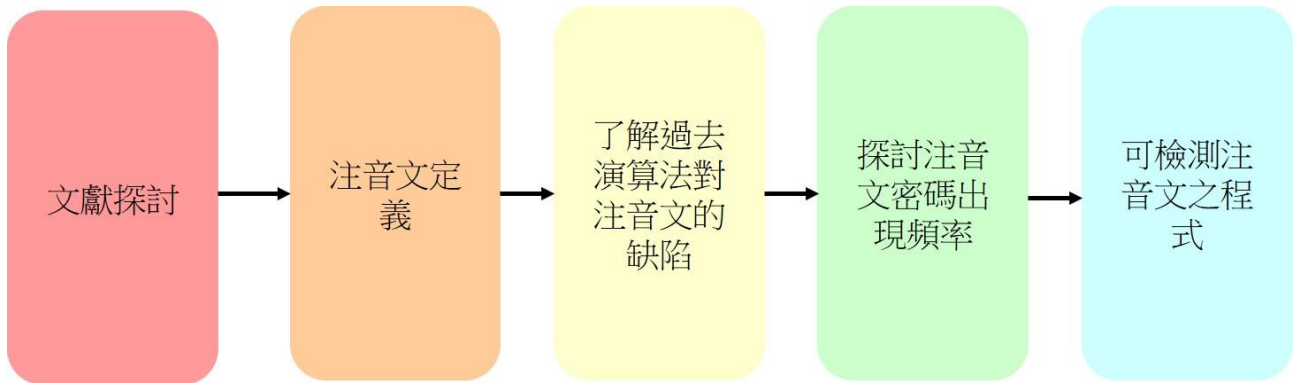 文獻探討
注音文定
義
了解過去
演算法對
注音文的
缺陷
探討注音
文密碼出
現頻率
可檢測注
音文之程
式